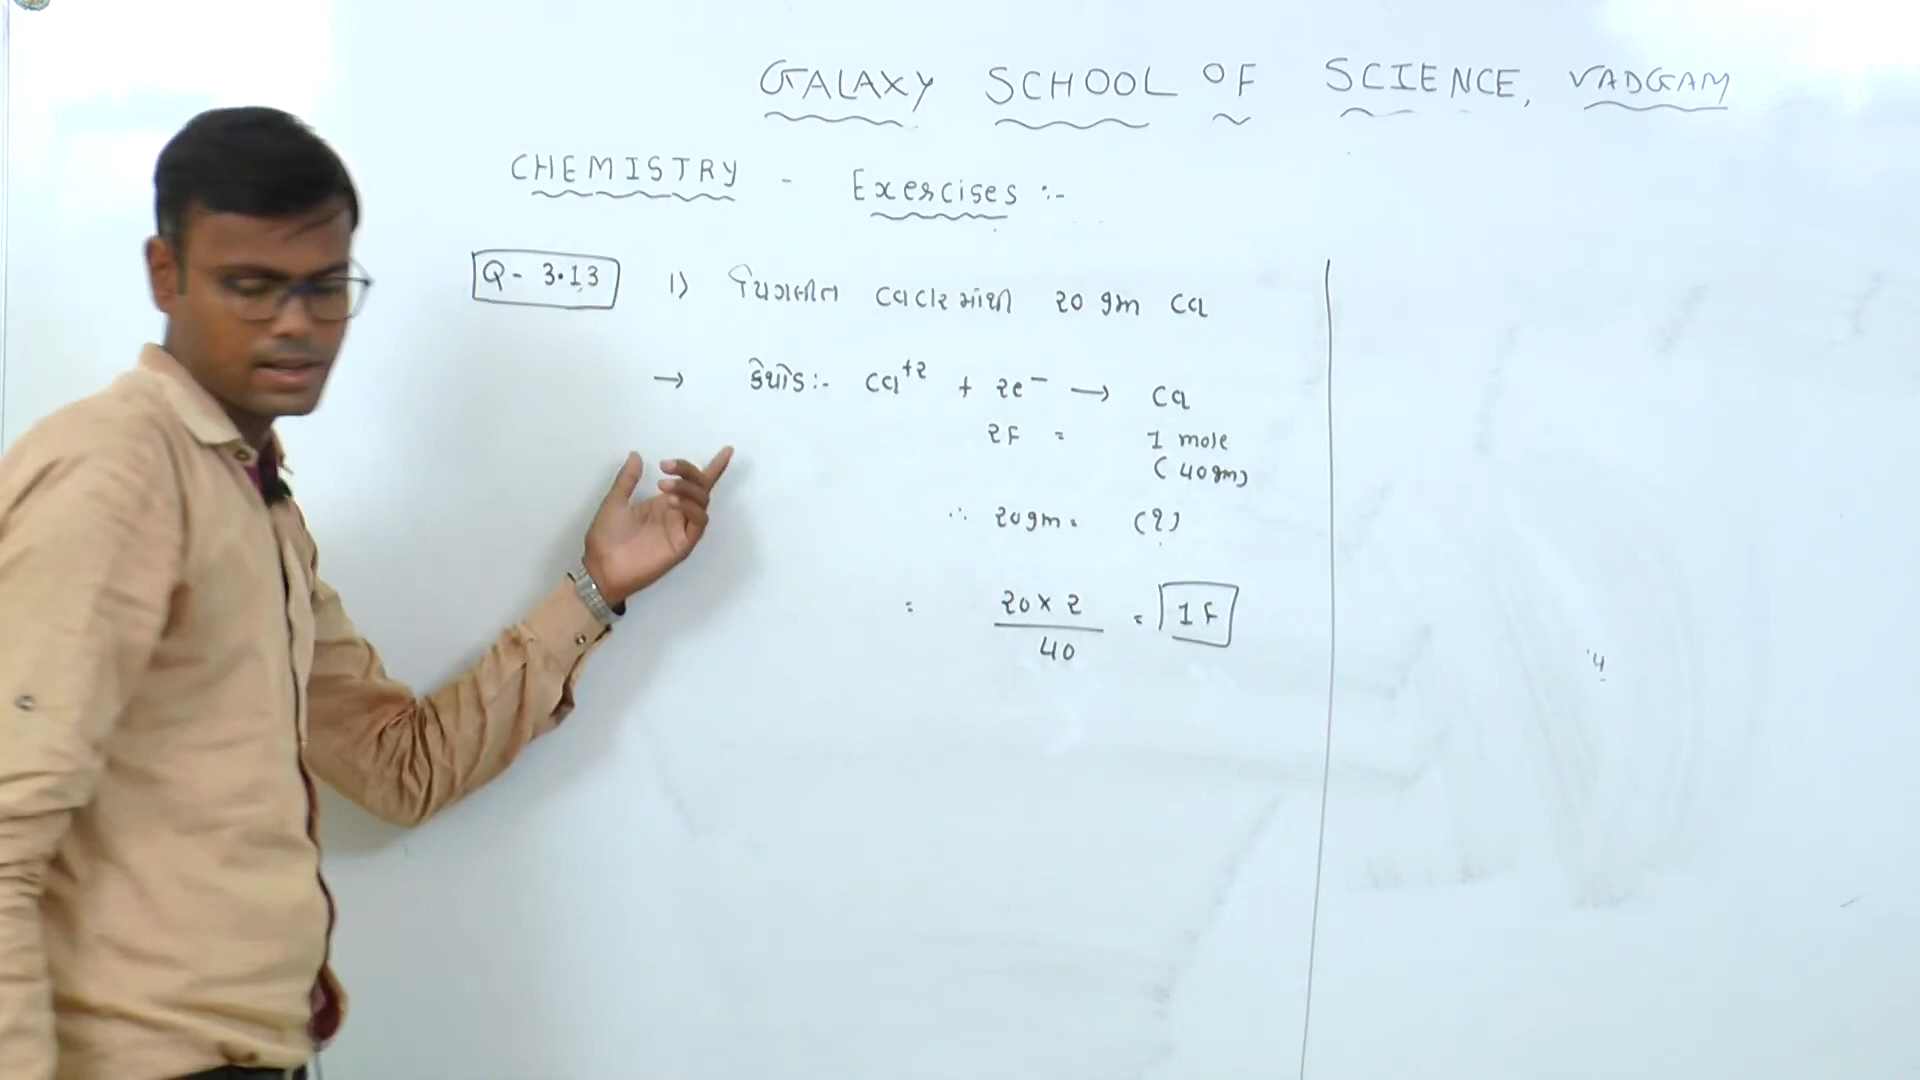 GALAXY SCHOOL OF SCIENCE, VADGAM
CHEMISTRY - Exercises :-
Q- 3.13 1) પિગલીત CaCl2 માંથી 20 gm Ca
→ કેથોડ:- Ca+2 + 2e− → Ca
2F = 1 mole
(40gm)
∴ 20gm = (?)
= 20 x 2 = 1 F
40